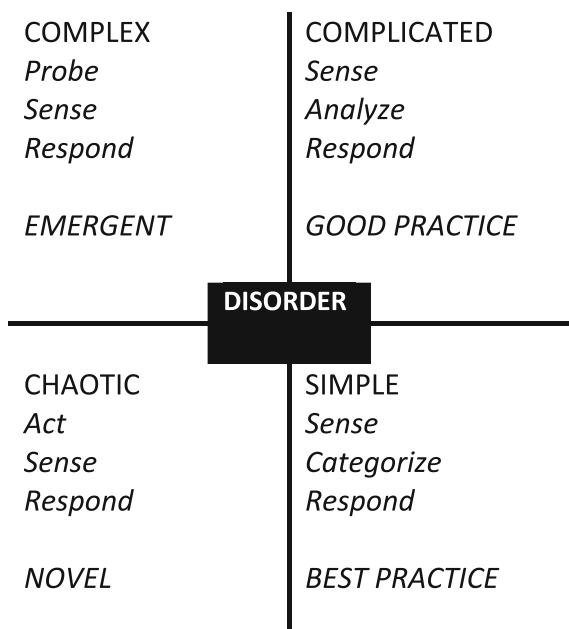 COMPLEX
Probe
Sense
Respond
EMERGENT
COMPLICATED
Sense
Analyze
Respond
GOOD PRACTICE
DISORDER
CHAOTIC
Act
Sense
Respond
NOVEL
SIMPLE
Sense
Categorize
Respond
BEST PRACTICE